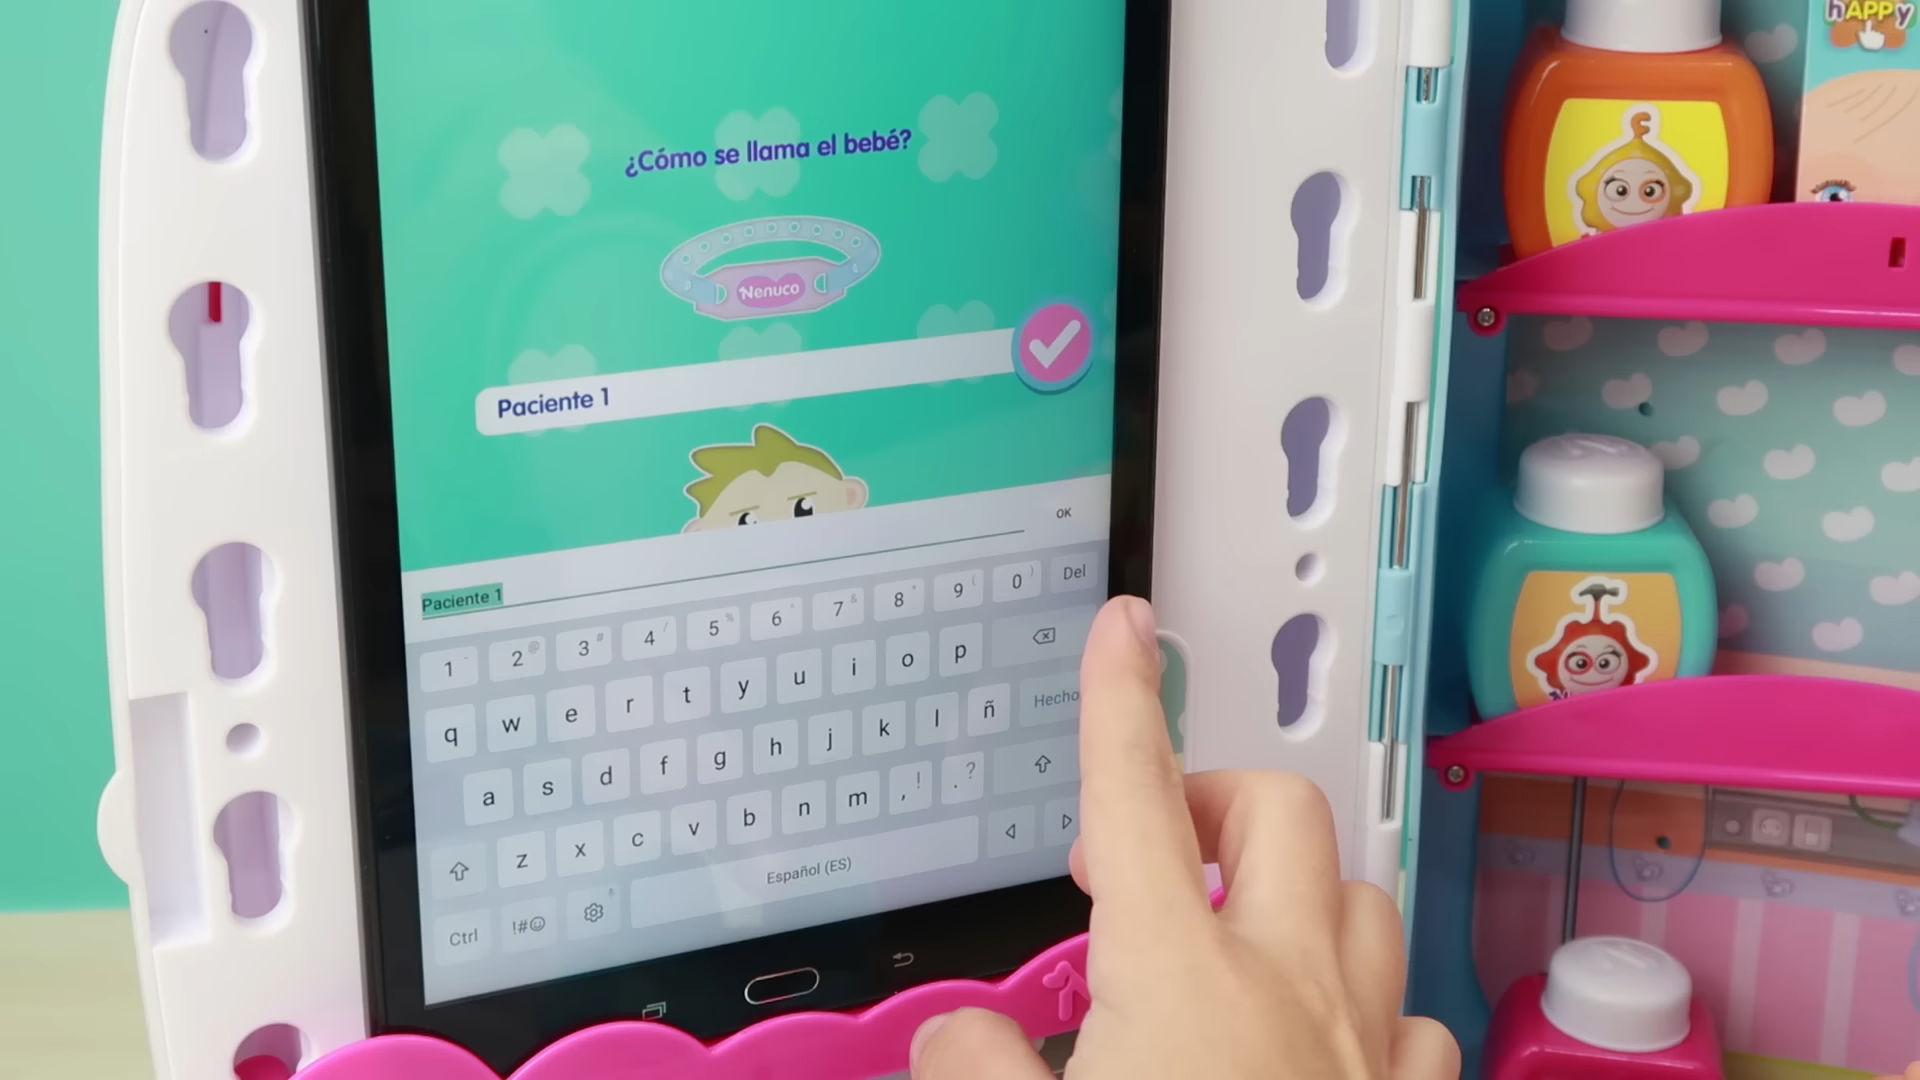 hAPPy
¿Cómo se llama el bebé?
Nenuco
Paciente 1
OK
Paciente 1
1 2 @ 3 # 4 / 5 % 6 ^ 7 & 8 * 9 ( 0 ) Del
q w e r t y u i o p
a s d f g h j k l ñ Hecho
z x c v b n m , ! . ?
Ctrl !#☺ Español (ES)